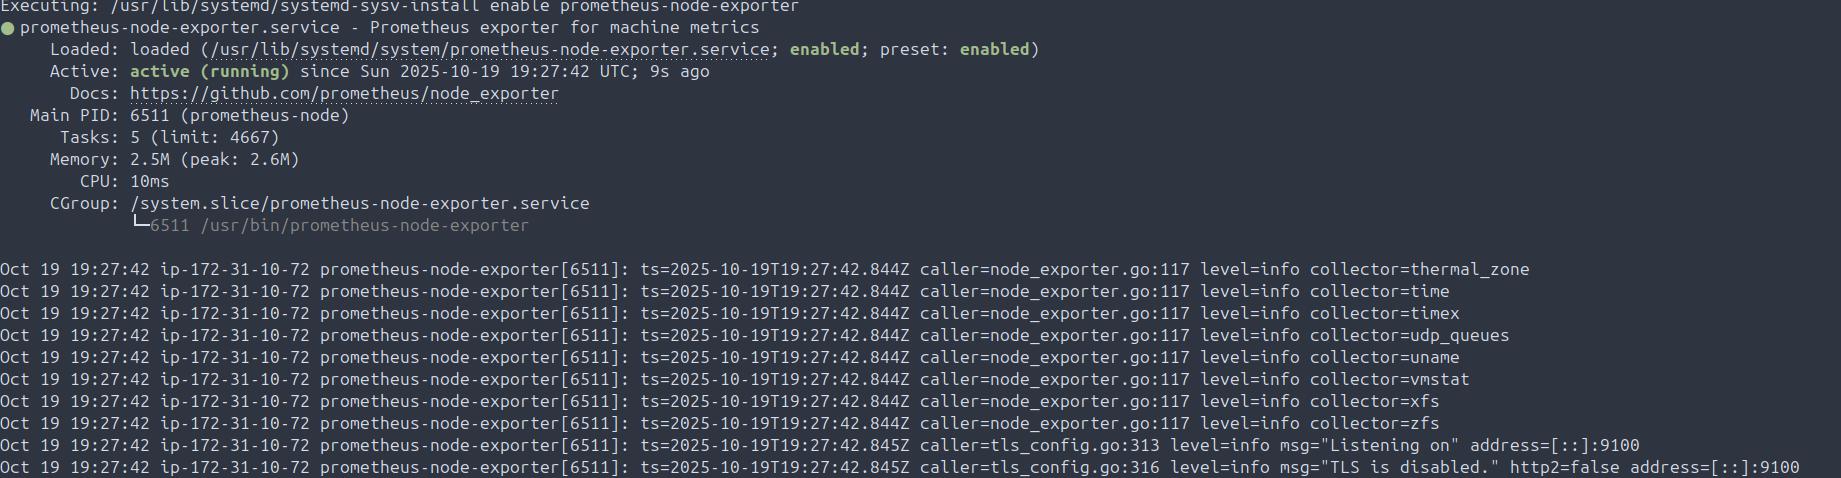 Executing: /usr/lib/systemd/systemd-sysv-install enable prometheus-node-exporter
● prometheus-node-exporter.service - Prometheus exporter for machine metrics
     Loaded: loaded (/usr/lib/systemd/system/prometheus-node-exporter.service; enabled; preset: enabled)
     Active: active (running) since Sun 2025-10-19 19:27:42 UTC; 9s ago
       Docs: https://github.com/prometheus/node_exporter
   Main PID: 6511 (prometheus-node)
      Tasks: 5 (limit: 4667)
     Memory: 2.5M (peak: 2.6M)
        CPU: 10ms
     CGroup: /system.slice/prometheus-node-exporter.service
             └─6511 /usr/bin/prometheus-node-exporter
Oct 19 19:27:42 ip-172-31-10-72 prometheus-node-exporter[6511]: ts=2025-10-19T19:27:42.844Z caller=node_exporter.go:117 level=info collector=thermal_zone
Oct 19 19:27:42 ip-172-31-10-72 prometheus-node-exporter[6511]: ts=2025-10-19T19:27:42.844Z caller=node_exporter.go:117 level=info collector=time
Oct 19 19:27:42 ip-172-31-10-72 prometheus-node-exporter[6511]: ts=2025-10-19T19:27:42.844Z caller=node_exporter.go:117 level=info collector=timex
Oct 19 19:27:42 ip-172-31-10-72 prometheus-node-exporter[6511]: ts=2025-10-19T19:27:42.844Z caller=node_exporter.go:117 level=info collector=udp_queues
Oct 19 19:27:42 ip-172-31-10-72 prometheus-node-exporter[6511]: ts=2025-10-19T19:27:42.844Z caller=node_exporter.go:117 level=info collector=uname
Oct 19 19:27:42 ip-172-31-10-72 prometheus-node-exporter[6511]: ts=2025-10-19T19:27:42.844Z caller=node_exporter.go:117 level=info collector=vmstat
Oct 19 19:27:42 ip-172-31-10-72 prometheus-node-exporter[6511]: ts=2025-10-19T19:27:42.844Z caller=node_exporter.go:117 level=info collector=xfs
Oct 19 19:27:42 ip-172-31-10-72 prometheus-node-exporter[6511]: ts=2025-10-19T19:27:42.844Z caller=node_exporter.go:117 level=info collector=zfs
Oct 19 19:27:42 ip-172-31-10-72 prometheus-node-exporter[6511]: ts=2025-10-19T19:27:42.845Z caller=tls_config.go:313 level=info msg="Listening on" address=[::]:9100
Oct 19 19:27:42 ip-172-31-10-72 prometheus-node-exporter[6511]: ts=2025-10-19T19:27:42.845Z caller=tls_config.go:316 level=info msg="TLS is disabled." http2=false address=[::]:9100